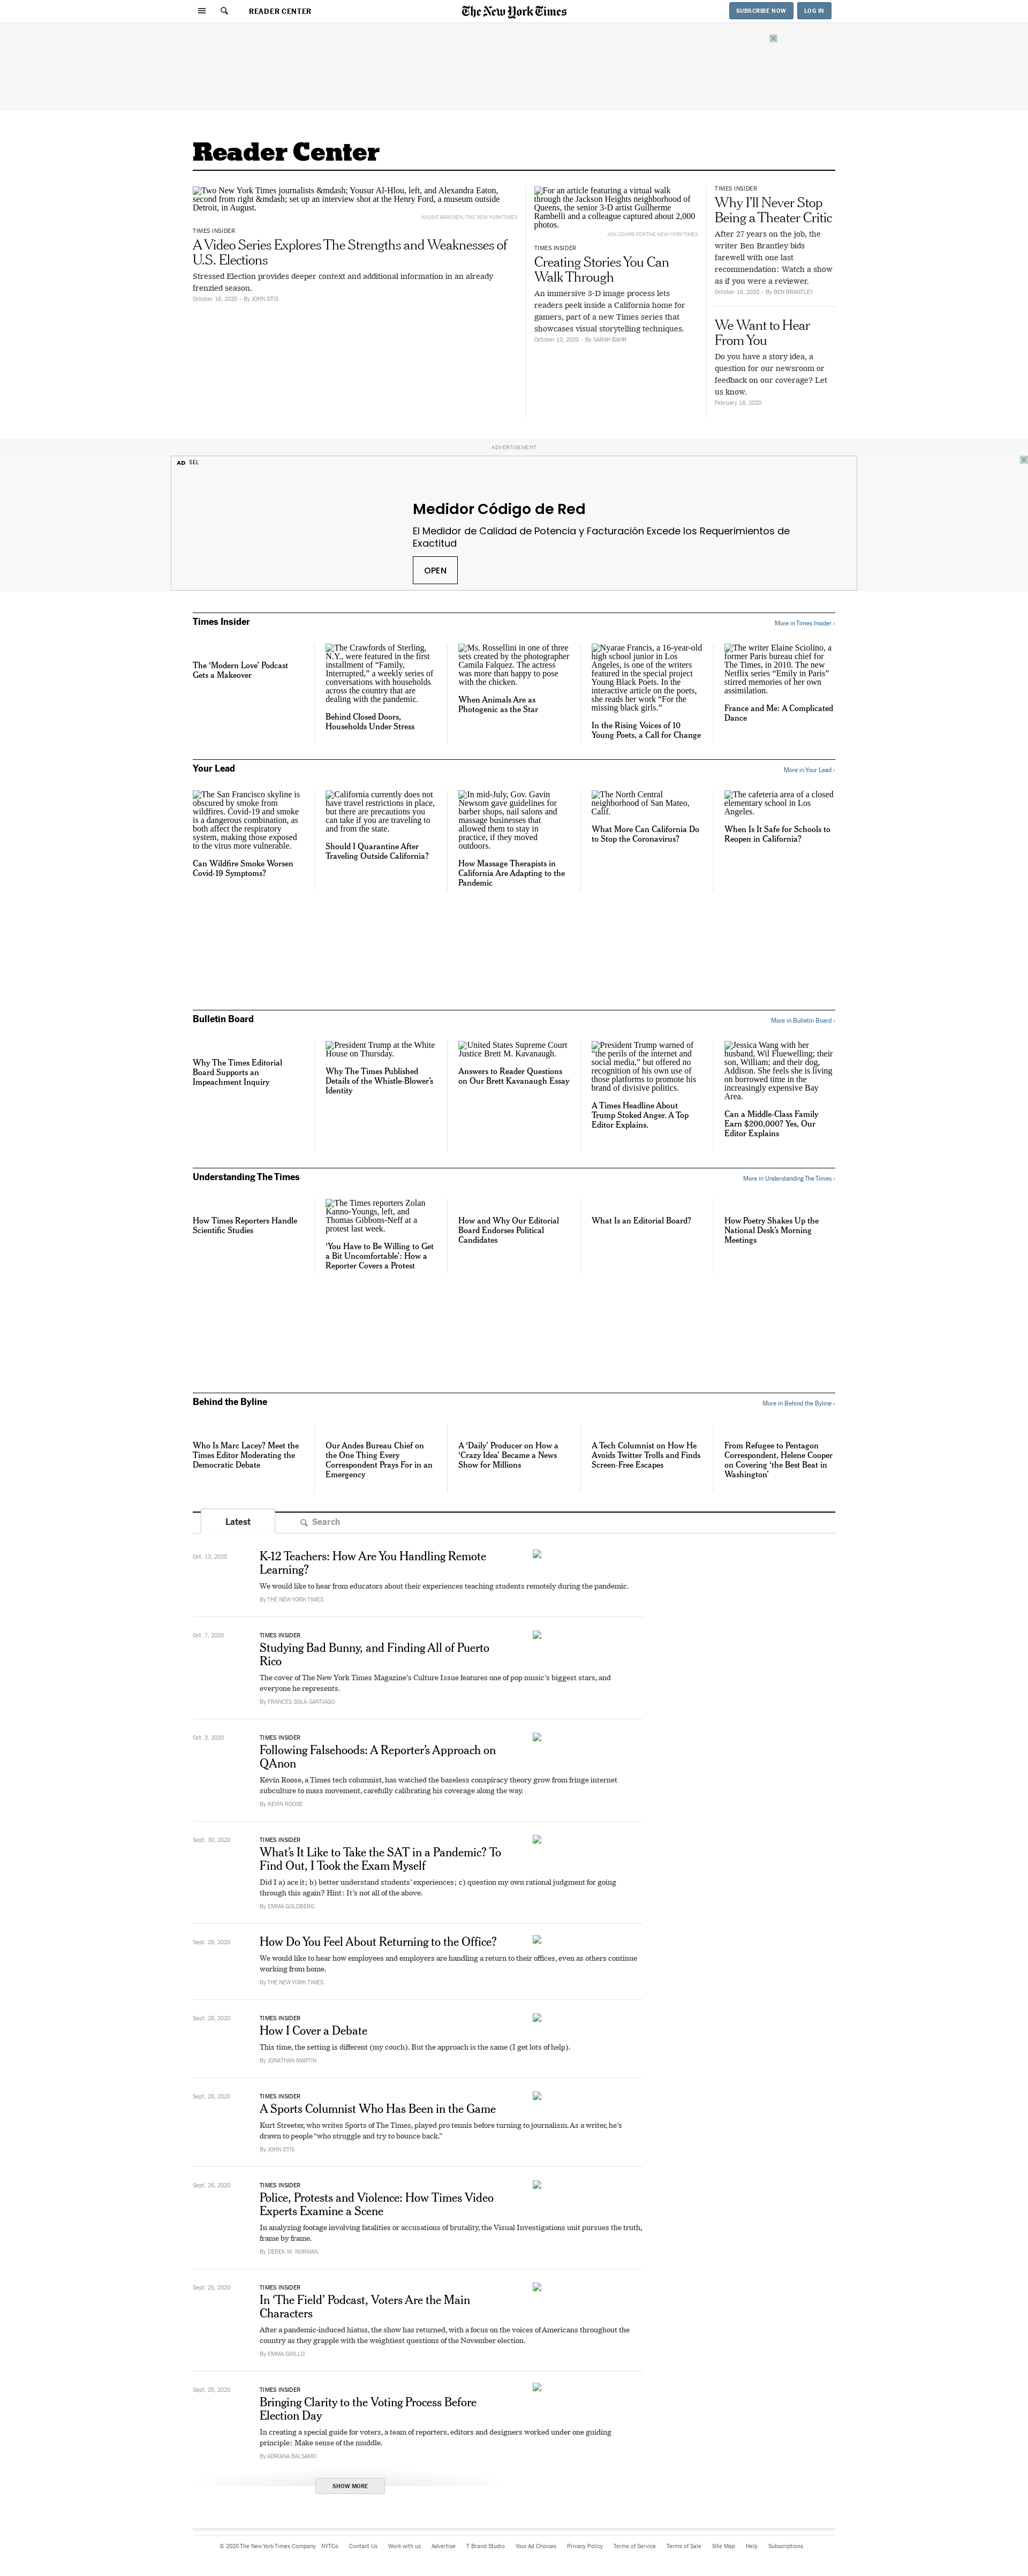 READER CENTER
The New York Times
SUBSCRIBE NOW
LOG IN
Reader Center
Two New York Times journalists &mdash; Yousur Al-Hlou, left, and Alexandra Eaton,
second from right &mdash; set up an interview shot at the Henry Ford, a museum outside
Detroit, in August.
KASSIE BRACKEN/THE NEW YORK TIMES
TIMES INSIDER
A Video Series Explores The Strengths and Weaknesses of
U.S. Elections
Stressed Election provides deeper context and additional information in an already
frenzied season.
October 16, 2020 - By JOHN OTIS
For an article featuring a virtual walk
through the Jackson Heights neighborhood of
Queens, the senior 3-D artist Guilherme
Rambelli and a colleague captured about 2,000
photos.
JON COHRS FOR THE NEW YORK TIMES
TIMES INSIDER
Creating Stories You Can
Walk Through
An immersive 3-D image process lets
readers peek inside a California home for
gamers, part of a new Times series that
showcases visual storytelling techniques.
October 13, 2020 - By SARAH BAHR
TIMES INSIDER
Why I'll Never Stop
Being a Theater Critic
After 27 years on the job, the
writer Ben Brantley bids
farewell with one last
recommendation: Watch a show
as if you were a reviewer.
October 16, 2020 - By BEN BRANTLEY
We Want to Hear
From You
Do you have a story idea, a
question for our newsroom or
feedback on our coverage? Let
us know.
February 18, 2020
ADVERTISEMENT
AD SEL
Medidor Código de Red
El Medidor de Calidad de Potencia y Facturación Excede los Requerimientos de
Exactitud
OPEN
Times Insider
More in Times Insider ›
The ‘Modern Love’ Podcast
Gets a Makeover
The Crawfords of Sterling,
N.Y., were featured in the first
installment of “Family,
Interrupted,” a weekly series of
conversations with households
across the country that are
dealing with the pandemic.
Behind Closed Doors,
Households Under Stress
Ms. Rossellini in one of three
sets created by the photographer
Camila Falquez. The actress
was more than happy to pose
with the chicken.
When Animals Are as
Photogenic as the Star
Nyarae Francis, a 16-year-old
high school junior in Los
Angeles, is one of the writers
featured in the special project
Young Black Poets. In the
interactive article on the poets,
she reads her work “For the
missing black girls.”
In the Rising Voices of 10
Young Poets, a Call for Change
The writer Elaine Sciolino, a
former Paris bureau chief for
The Times, in 2010. The new
Netflix series “Emily in Paris”
stirred memories of her own
assimilation.
France and Me: A Complicated
Dance
Your Lead
More in Your Lead ›
The San Francisco skyline is
obscured by smoke from
wildfires. Covid-19 and smoke
is a dangerous combination, as
both affect the respiratory
system, making those exposed
to the virus more vulnerable.
Can Wildfire Smoke Worsen
Covid-19 Symptoms?
California currently does not
have travel restrictions in place,
but there are precautions you
can take if you are traveling to
and from the state.
Should I Quarantine After
Traveling Outside California?
In mid-July, Gov. Gavin
Newsom gave guidelines for
barber shops, nail salons and
massage businesses that
allowed them to stay in
practice, if they moved
outdoors.
How Massage Therapists in
California Are Adapting to the
Pandemic
The North Central
neighborhood of San Mateo,
Calif.
What More Can California Do
to Stop the Coronavirus?
The cafeteria area of a closed
elementary school in Los
Angeles.
When Is It Safe for Schools to
Reopen in California?
Bulletin Board
More in Bulletin Board ›
Why The Times Editorial
Board Supports an
Impeachment Inquiry
President Trump at the White
House on Thursday.
Why The Times Published
Details of the Whistle-Blower’s
Identity
United States Supreme Court
Justice Brett M. Kavanaugh.
Answers to Reader Questions
on Our Brett Kavanaugh Essay
President Trump warned of
“the perils of the internet and
social media,” but offered no
recognition of his own use of
those platforms to promote his
brand of divisive politics.
A Times Headline About
Trump Stoked Anger. A Top
Editor Explains.
Jessica Wang with her
husband, Wil Fluewelling; their
son, William; and their dog,
Addison. She feels she is living
on borrowed time in the
increasingly expensive Bay
Area.
Can a Middle-Class Family
Earn $200,000? Yes, Our
Editor Explains
Understanding The Times
More in Understanding The Times ›
How Times Reporters Handle
Scientific Studies
The Times reporters Zolan
Kanno-Youngs, left, and
Thomas Gibbons-Neff at a
protest last week.
‘You Have to Be Willing to Get
a Bit Uncomfortable’: How a
Reporter Covers a Protest
How and Why Our Editorial
Board Endorses Political
Candidates
What Is an Editorial Board?
How Poetry Shakes Up the
National Desk’s Morning
Meetings
Behind the Byline
More in Behind the Byline ›
Who Is Marc Lacey? Meet the
Times Editor Moderating the
Democratic Debate
Our Andes Bureau Chief on
the One Thing Every
Correspondent Prays For in an
Emergency
A ‘Daily’ Producer on How a
‘Crazy Idea’ Became a News
Show for Millions
A Tech Columnist on How He
Avoids Twitter Trolls and Finds
Screen-Free Escapes
From Refugee to Pentagon
Correspondent, Helene Cooper
on Covering ‘the Best Beat in
Washington’
Latest
Search
Oct. 13, 2020
K-12 Teachers: How Are You Handling Remote
Learning?
We would like to hear from educators about their experiences teaching students remotely during the pandemic.
By THE NEW YORK TIMES
Oct. 7, 2020
TIMES INSIDER
Studying Bad Bunny, and Finding All of Puerto
Rico
The cover of The New York Times Magazine’s Culture Issue features one of pop music’s biggest stars, and
everyone he represents.
By FRANCES SOLÁ-SANTIAGO
Oct. 3, 2020
TIMES INSIDER
Following Falsehoods: A Reporter’s Approach on
QAnon
Kevin Roose, a Times tech columnist, has watched the baseless conspiracy theory grow from fringe internet
subculture to mass movement, carefully calibrating his coverage along the way.
By KEVIN ROOSE
Sept. 30, 2020
TIMES INSIDER
What’s It Like to Take the SAT in a Pandemic? To
Find Out, I Took the Exam Myself
Did I a) ace it; b) better understand students’ experiences; c) question my own rational judgment for going
through this again? Hint: It’s not all of the above.
By EMMA GOLDBERG
Sept. 29, 2020
How Do You Feel About Returning to the Office?
We would like to hear how employees and employers are handling a return to their offices, even as others continue
working from home.
By THE NEW YORK TIMES
Sept. 28, 2020
TIMES INSIDER
How I Cover a Debate
This time, the setting is different (my couch). But the approach is the same (I get lots of help).
By JONATHAN MARTIN
Sept. 28, 2020
TIMES INSIDER
A Sports Columnist Who Has Been in the Game
Kurt Streeter, who writes Sports of The Times, played pro tennis before turning to journalism. As a writer, he’s
drawn to people “who struggle and try to bounce back.”
By JOHN OTIS
Sept. 26, 2020
TIMES INSIDER
Police, Protests and Violence: How Times Video
Experts Examine a Scene
In analyzing footage involving fatalities or accusations of brutality, the Visual Investigations unit pursues the truth,
frame by frame.
By DEREK M. NORMAN
Sept. 25, 2020
TIMES INSIDER
In ‘The Field’ Podcast, Voters Are the Main
Characters
After a pandemic-induced hiatus, the show has returned, with a focus on the voices of Americans throughout the
country as they grapple with the weightiest questions of the November election.
By EMMA GRILLO
Sept. 25, 2020
TIMES INSIDER
Bringing Clarity to the Voting Process Before
Election Day
In creating a special guide for voters, a team of reporters, editors and designers worked under one guiding
principle: Make sense of the muddle.
By ADRIANA BALSAMO
SHOW MORE
© 2020 The New York Times Company NYTCo Contact Us Work with us Advertise T Brand Studio Your Ad Choices Privacy Policy Terms of Service Terms of Sale Site Map Help Subscriptions